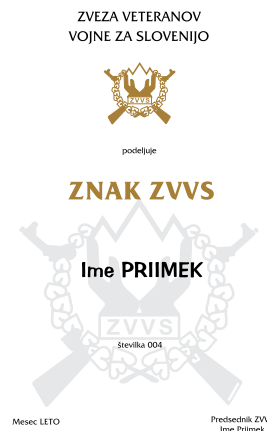 ZVEZA VETERANOV
VOJNE ZA SLOVENIJO
ZVVS
podeljuje
ZNAK ZVVS
Ime PRIIMEK
ZVVS
številka 004
Mesec LETO
Predsednik ZV
Ime Priimek